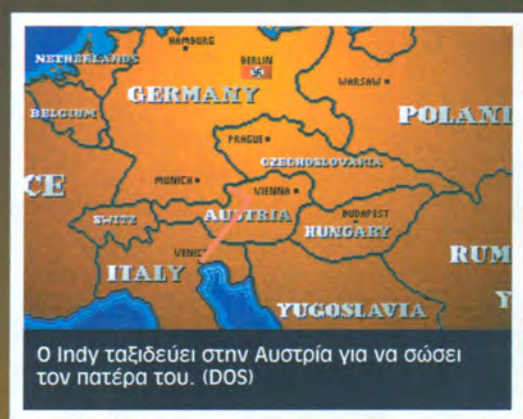 HAMBURG
NETHERLANDS
BERLIN
WARSAW
GERMANY
BELGIUM
POLAN
PRAGUE
CZECHOSLOVAKIA
CE
MUNICH
VIENNA
SWITZ
AUSTRIA
BUDAPEST
HUNGARY
VENIC
RUM
ITALY
YUGOSLAVIA
Y
Ο Indy ταξιδεύει στην Αυστρία για να σώσει
τον πατέρα του. (DOS)